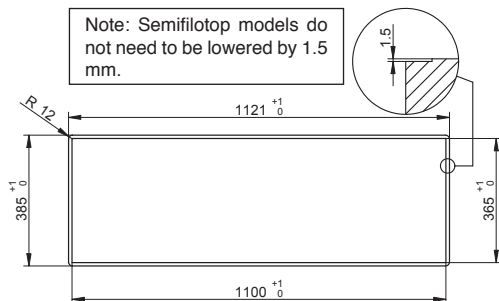 Note: Semifilotop models do
not need to be lowered by 1.5
mm.
1.5
R 12
1121 +1 0
385 +1 0
365 +1 0
1100 +1 0